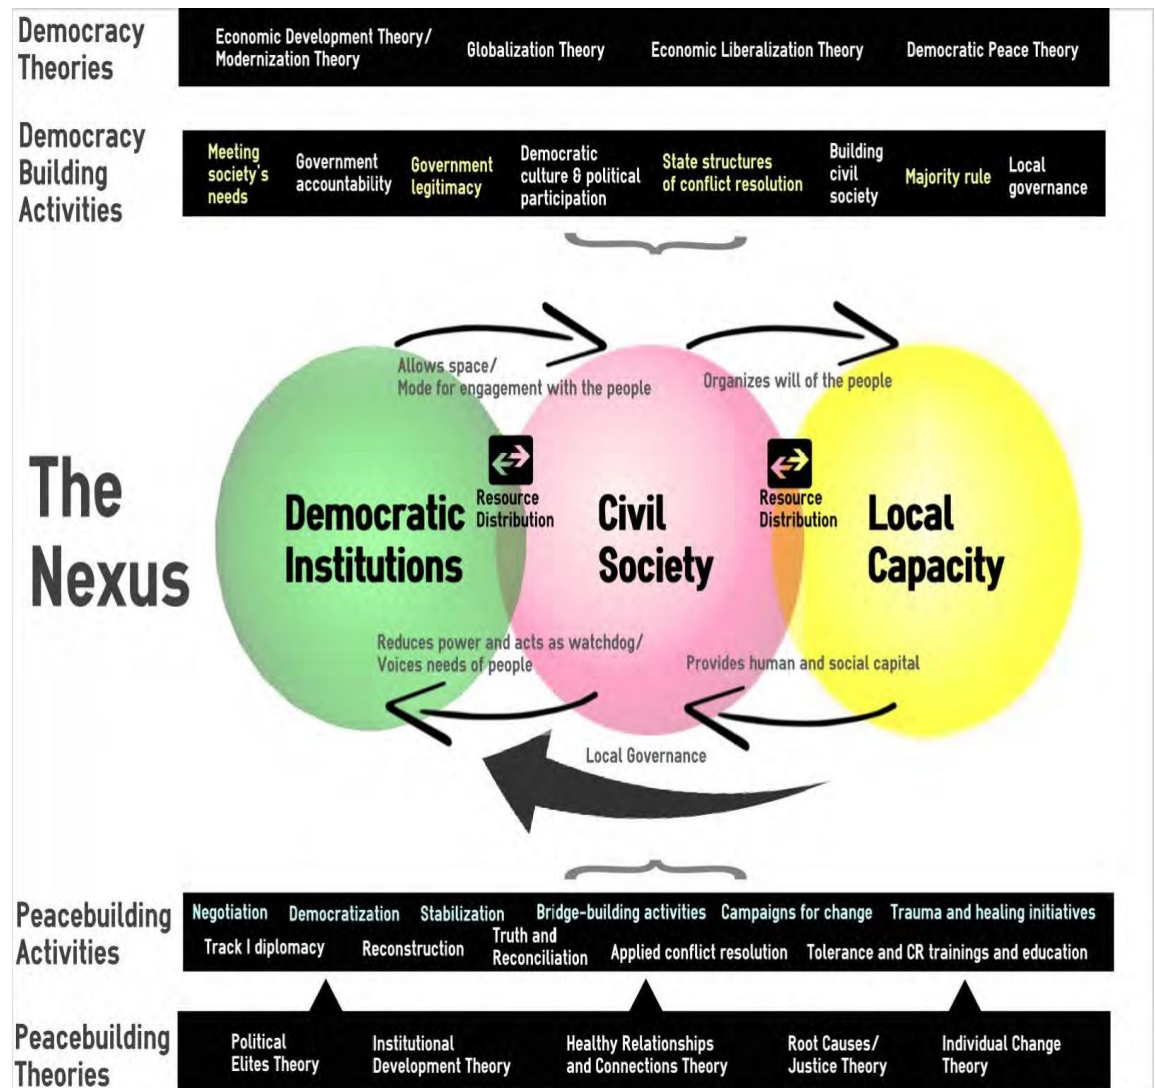 Democracy
Theories
Economic Development Theory/
Modernization Theory
Globalization Theory
Economic Liberalization Theory
Democratic Peace Theory
Democracy
Building
Activities
Meeting
society's
needs
Government
accountability
Government
legitimacy
Democratic
culture & political
participation
State structures
of conflict resolution
Building
civil
society
Majority rule
Local
governance
The
Nexus
Allows space/
Mode for engagement with the people
Organizes will of the people
Democratic
Institutions
Resource
Distribution
Civil
Society
Resource
Distribution
Local
Capacity
Reduces power and acts as watchdog/
Voices needs of people
Provides human and social capital
Local Governance
Peacebuilding
Activities
Negotiation
Democratization
Stabilization
Bridge-building activities
Campaigns for change
Trauma and healing initiatives
Track I diplomacy
Reconstruction
Truth and
Reconciliation
Applied conflict resolution
Tolerance and CR trainings and education
Peacebuilding
Theories
Political
Elites Theory
Institutional
Development Theory
Healthy Relationships
and Connections Theory
Root Causes/
Justice Theory
Individual Change
Theory